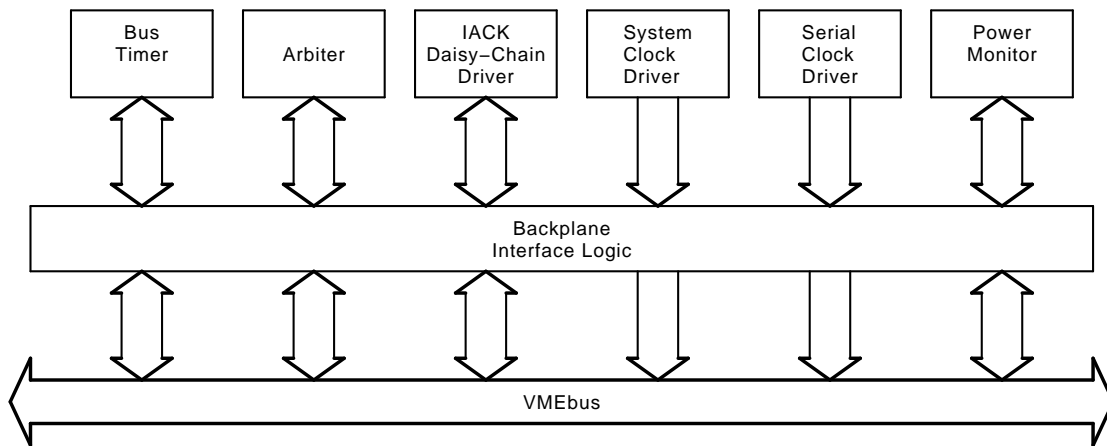 Bus
Timer
Arbiter
IACK
Daisy–Chain
Driver
System
Clock
Driver
Serial
Clock
Driver
Power
Monitor
Backplane
Interface Logic
VMEbus